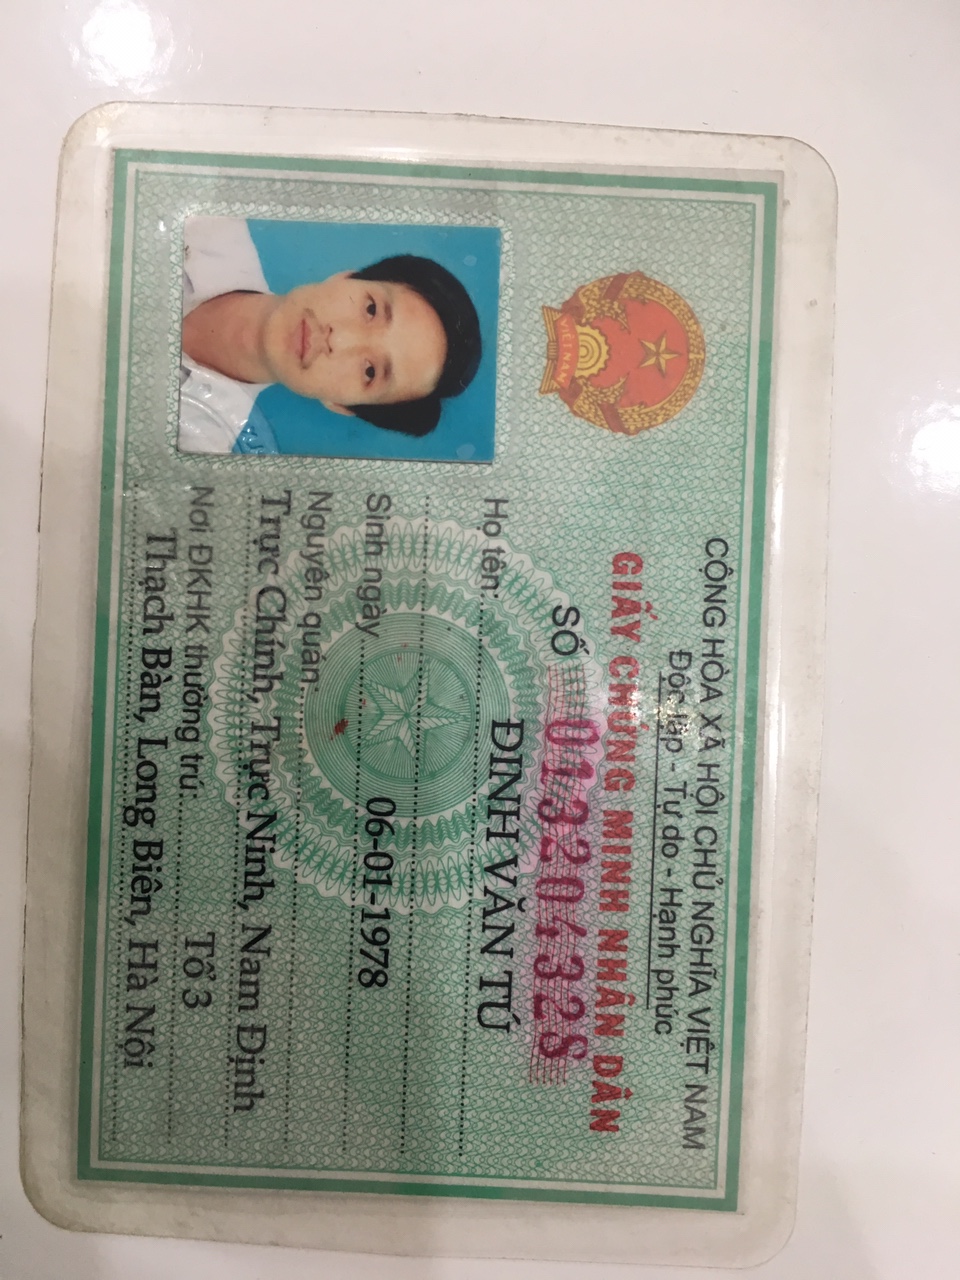 CỘNG HÒA XÃ HỘI CHỦ NGHĨA VIỆT NAM
Độc lập - Tự do - Hạnh phúc
GIẤY CHỨNG MINH NHÂN DÂN
SỐ 013204328
VIỆT NAM
Họ tên: ĐINH VĂN TÚ
Sinh ngày 06-01-1978
Nguyên quán:
Trực Chính, Trực Ninh, Nam Định
Nơi ĐKHK thường trú: Tổ 3
Thạch Bàn, Long Biên, Hà Nội